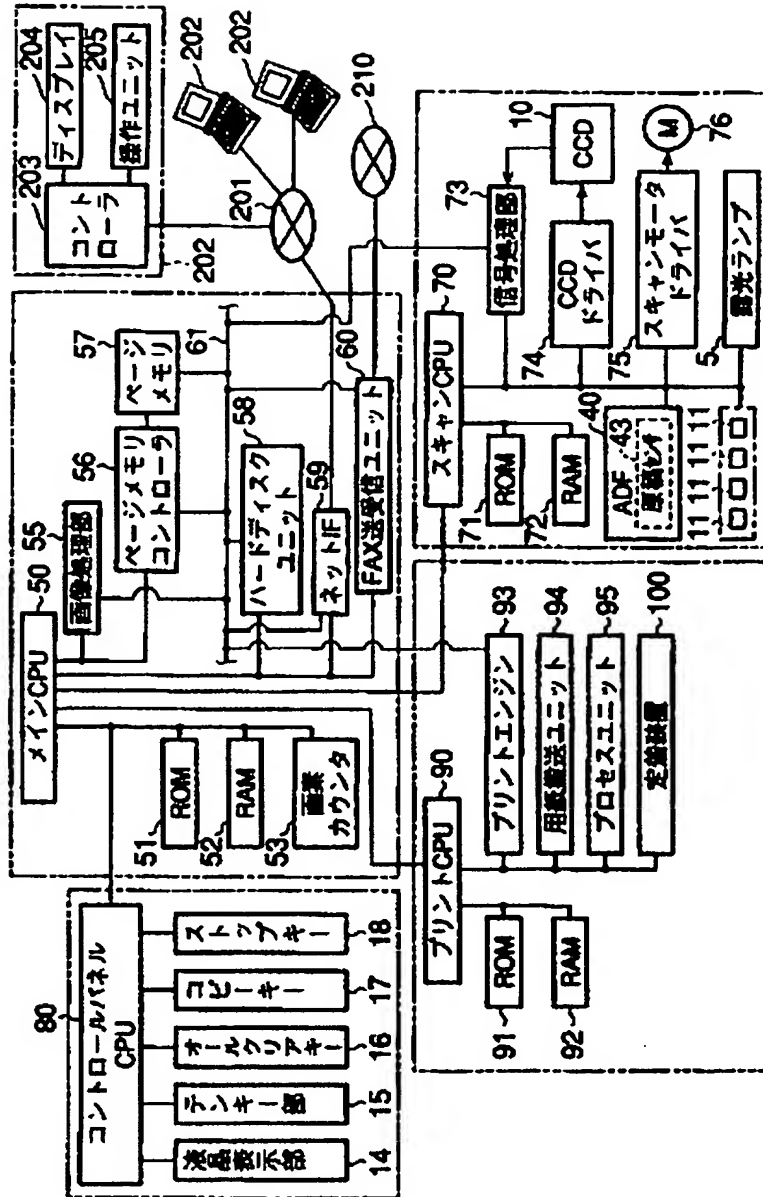 204
ディスプレイ
205
操作ユニット
203
コントローラ
202
202
202
201
210
50
メインCPU
55
画像処理部
56
ページメモリ
コントローラ
57
ページ
メモリ
61
58
ハードディスク
ユニット
59
ネットIF
60
FAX送受信ユニット
51
ROM
52
RAM
53
画素
カウンタ
70
スキャンCPU
71
ROM
72
RAM
73
信号処理部
10
CCD
74
CCD
ドライバ
75
スキャンモータ
ドライバ
M
76
5
露光ランプ
40
ADF
43
原稿センサ
11
11
11
11
80
コントロールパネル
CPU
14
液晶表示部
15
テンキー部
16
オールクリアキー
17
コピーキー
18
ストップキー
90
プリントCPU
91
ROM
92
RAM
93
プリントエンジン
94
用紙搬送ユニット
95
プロセスユニット
100
定着装置